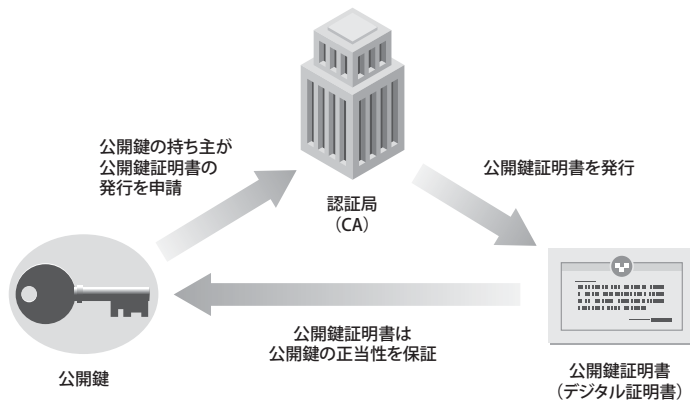 公開鍵の持ち主が
公開鍵証明書の
発行を申請
認証局
（CA）
公開鍵証明書を発行
公開鍵証明書は
公開鍵の正当性を保証
公開鍵
公開鍵証明書
（デジタル証明書）